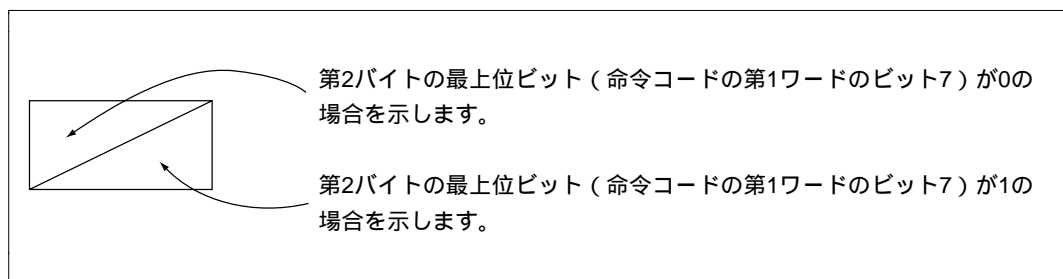 第2バイトの最上位ビット（命令コードの第1ワードのビット7）が0の
場合を示します。
第2バイトの最上位ビット（命令コードの第1ワードのビット7）が1の
場合を示します。